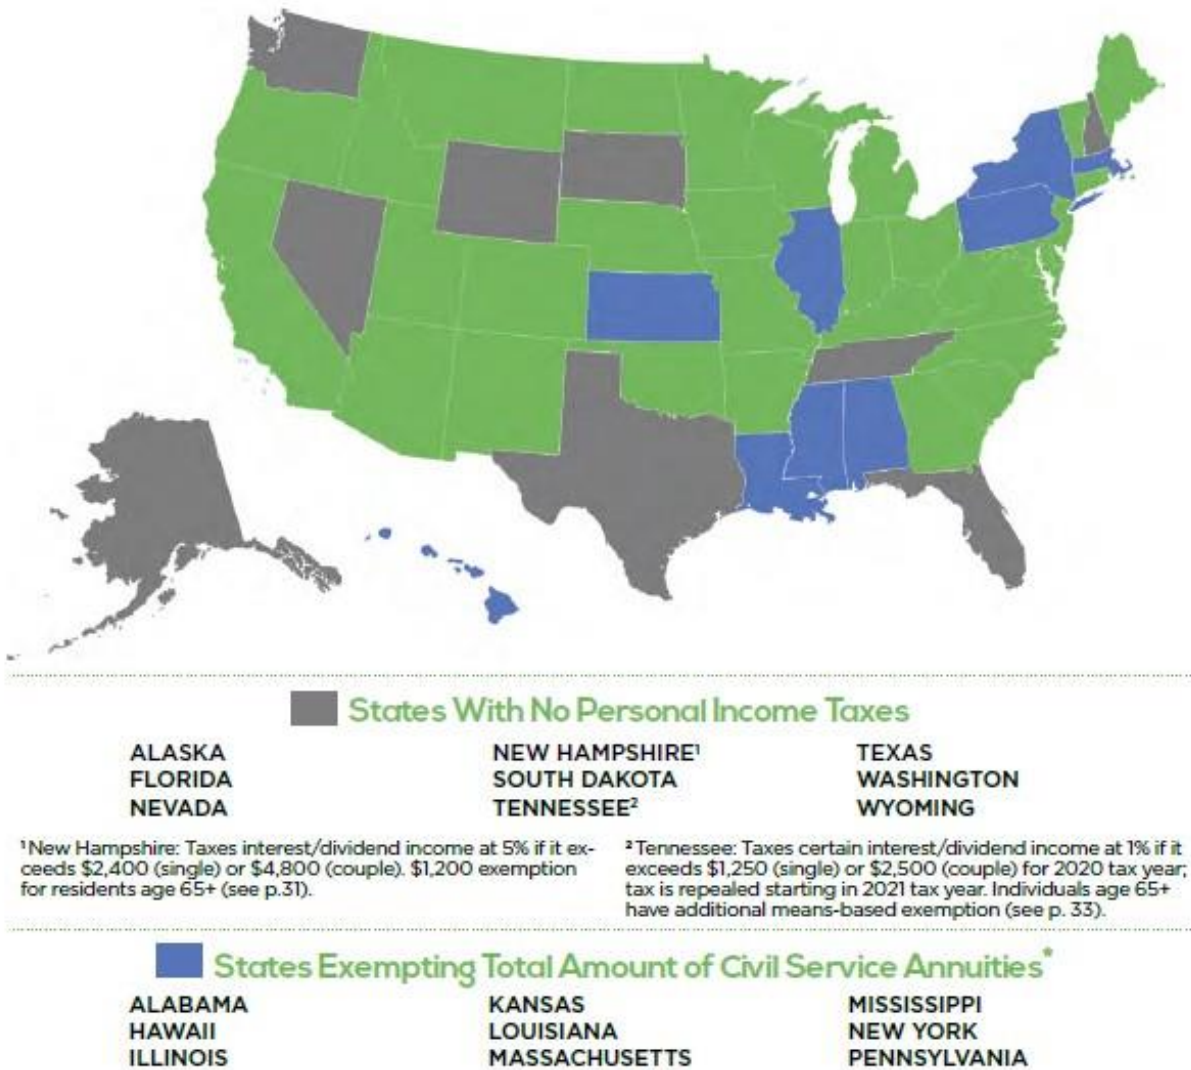 States With No Personal Income Taxes
ALASKA
FLORIDA
NEVADA
NEW HAMPSHIRE¹
SOUTH DAKOTA
TENNESSEE²
TEXAS
WASHINGTON
WYOMING
¹ New Hampshire: Taxes interest/dividend income at 5% if it ex-
ceeds $2,400 (single) or $4,800 (couple). $1,200 exemption
for residents age 65+ (see p.31).
² Tennessee: Taxes certain interest/dividend income at 1% if it
exceeds $1,250 (single) or $2,500 (couple) for 2020 tax year;
tax is repealed starting in 2021 tax year. Individuals age 65+
have additional means-based exemption (see p. 33).
States Exempting Total Amount of Civil Service Annuities*
ALABAMA
HAWAII
ILLINOIS
KANSAS
LOUISIANA
MASSACHUSETTS
MISSISSIPPI
NEW YORK
PENNSYLVANIA